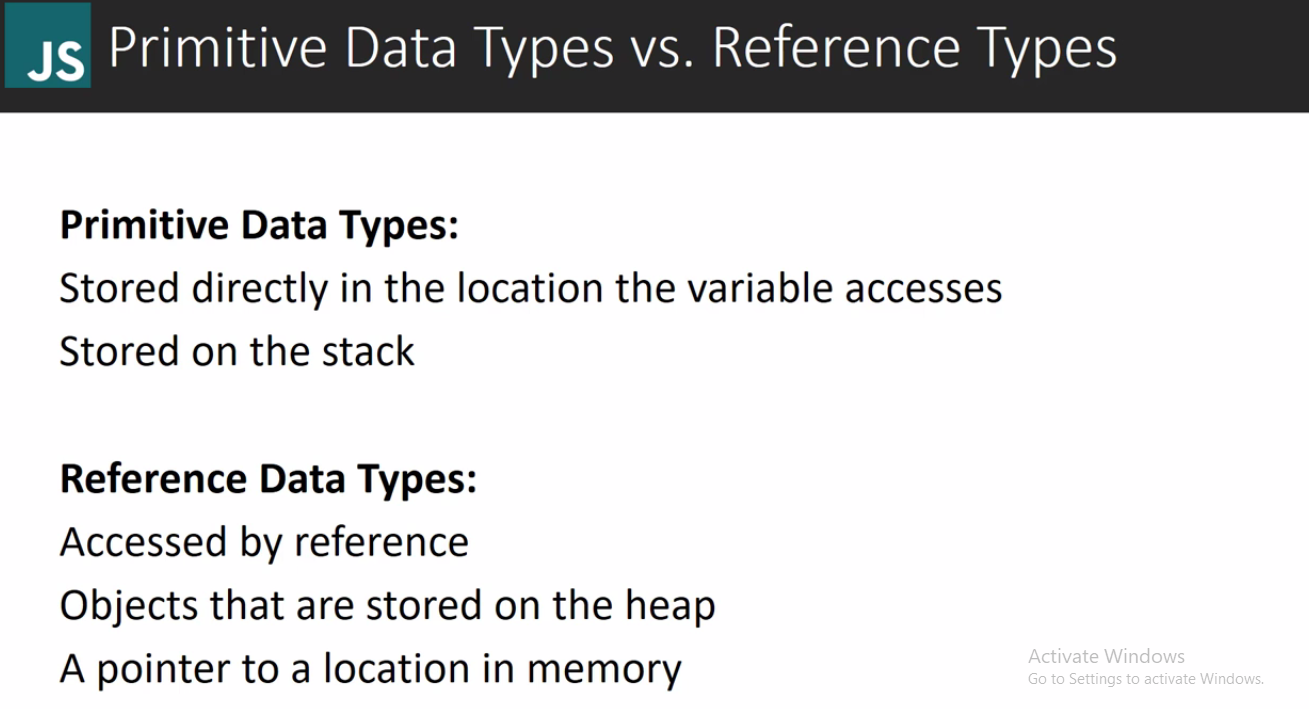 JS Primitive Data Types vs. Reference Types
Primitive Data Types:
Stored directly in the location the variable accesses
Stored on the stack
Reference Data Types:
Accessed by reference
Objects that are stored on the heap
A pointer to a location in memory
Activate Windows
Go to Settings to activate Windows.